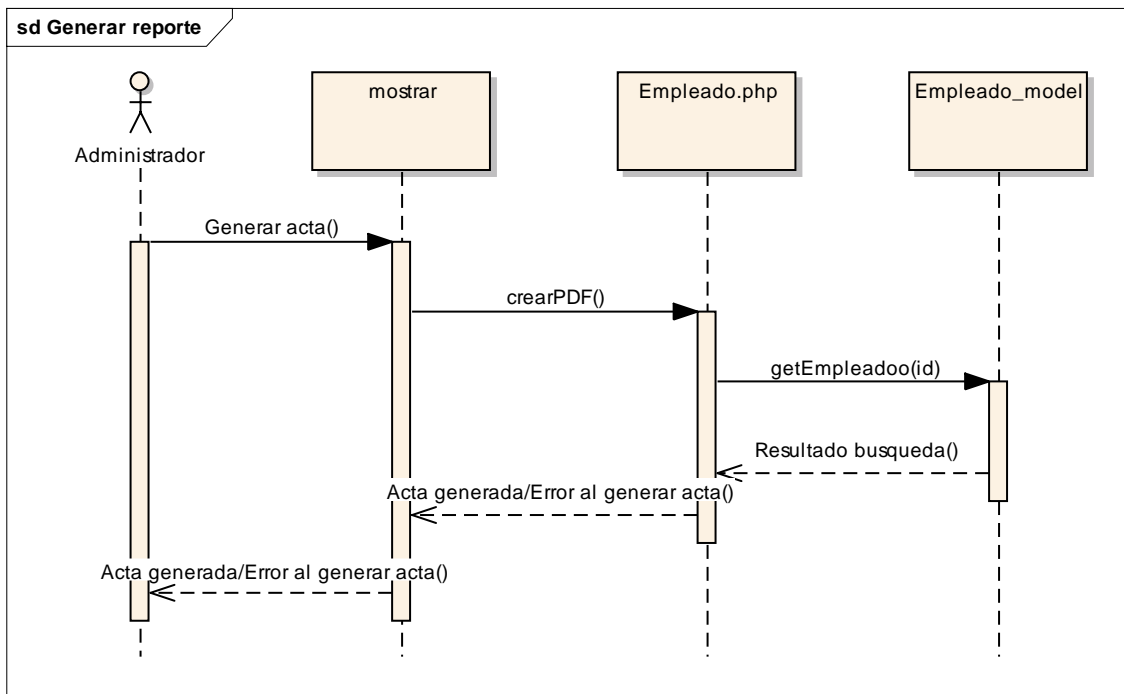 sd Generar reporte
Administrador
mostrar
Empleado.php
Empleado_model
Generar acta()
crearPDF()
getEmpleadoo(id)
Resultado busqueda()
Acta generada/Error al generar acta()
Acta generada/Error al generar acta()